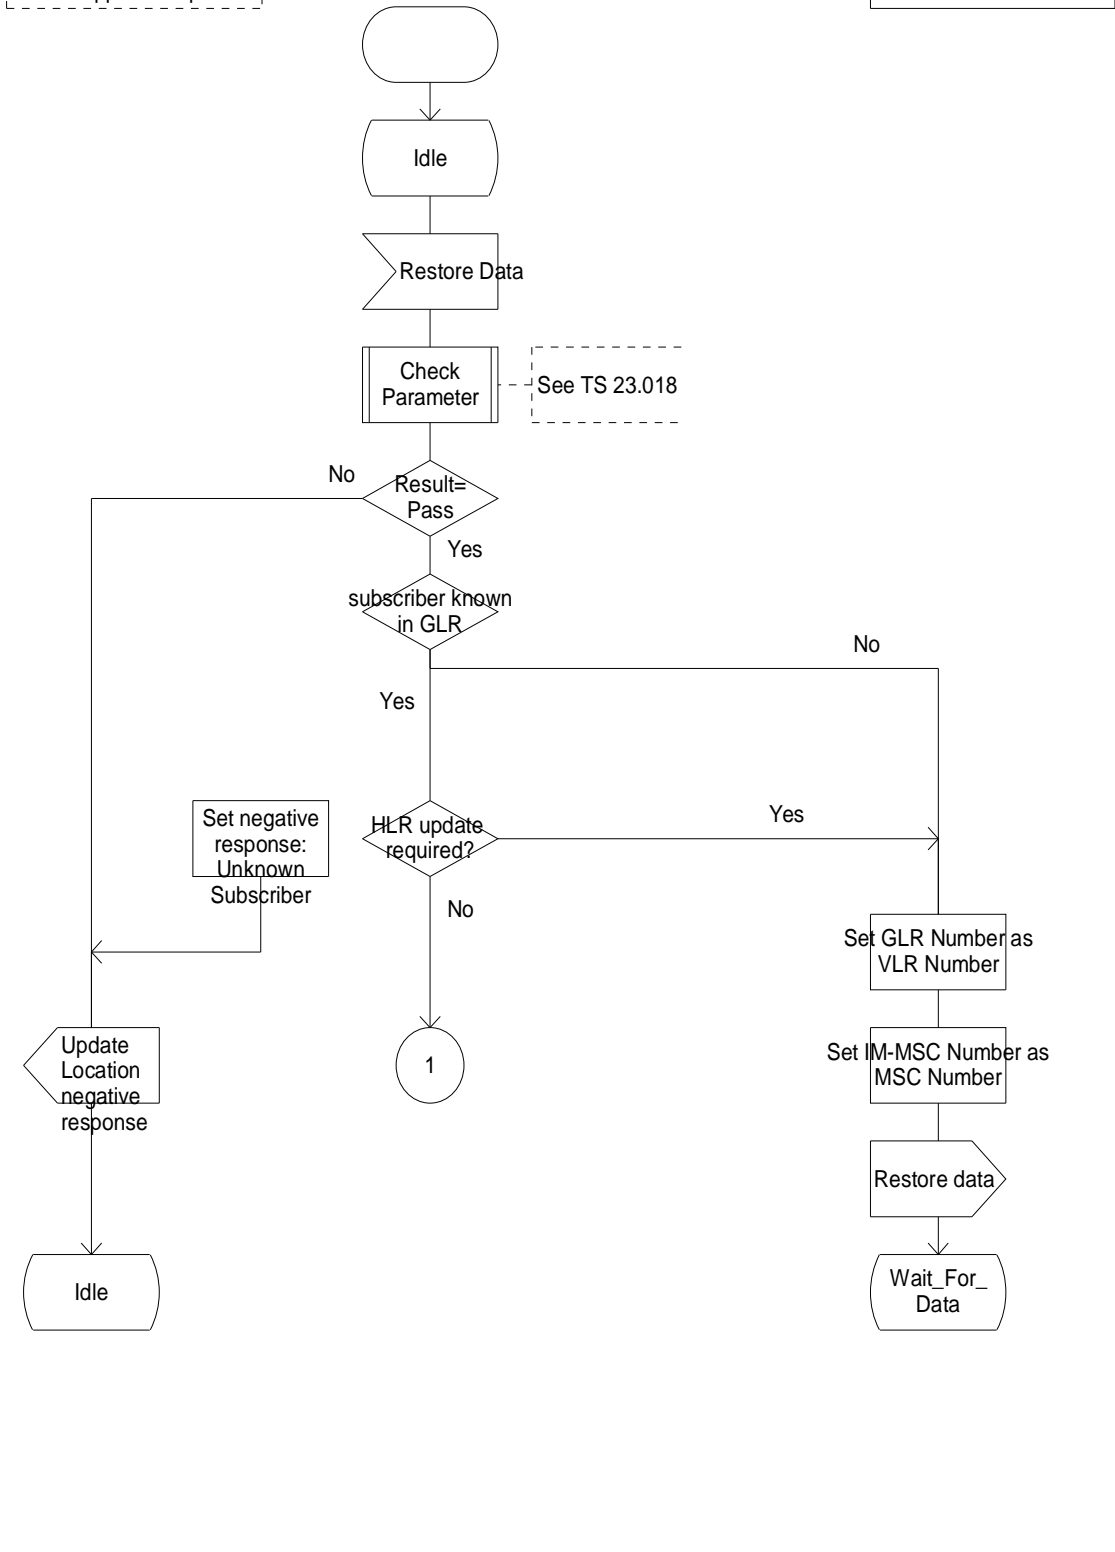 Idle
Restore Data
Check
Parameter
See TS 23.018
No
Result=
Pass
Yes
subscriber known
in GLR
No
Yes
Set negative
response:
Unknown
Subscriber
HLR update
required?
Yes
No
Set GLR Number as
VLR Number
Update
Location
negative
response
1
Set IM-MSC Number as
MSC Number
Restore data
Idle
Wait_For_
Data